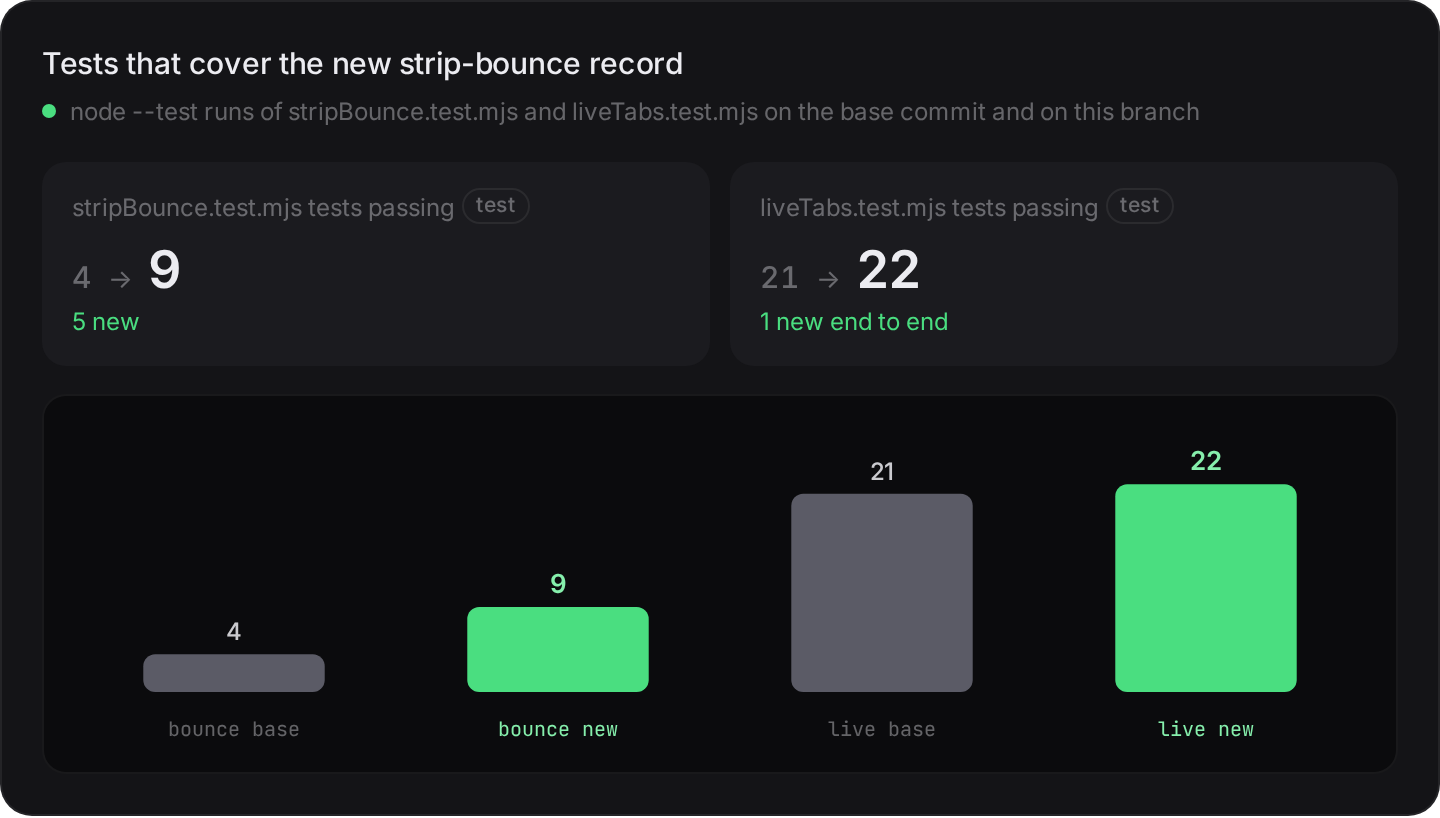 Tests that cover the new strip-bounce record
node --test runs of stripBounce.test.mjs and liveTabs.test.mjs on the base commit and on this branch
stripBounce.test.mjs tests passing test
4 → 9
5 new
liveTabs.test.mjs tests passing test
21 → 22
1 new end to end
4
9
21
22
bounce base
bounce new
live base
live new